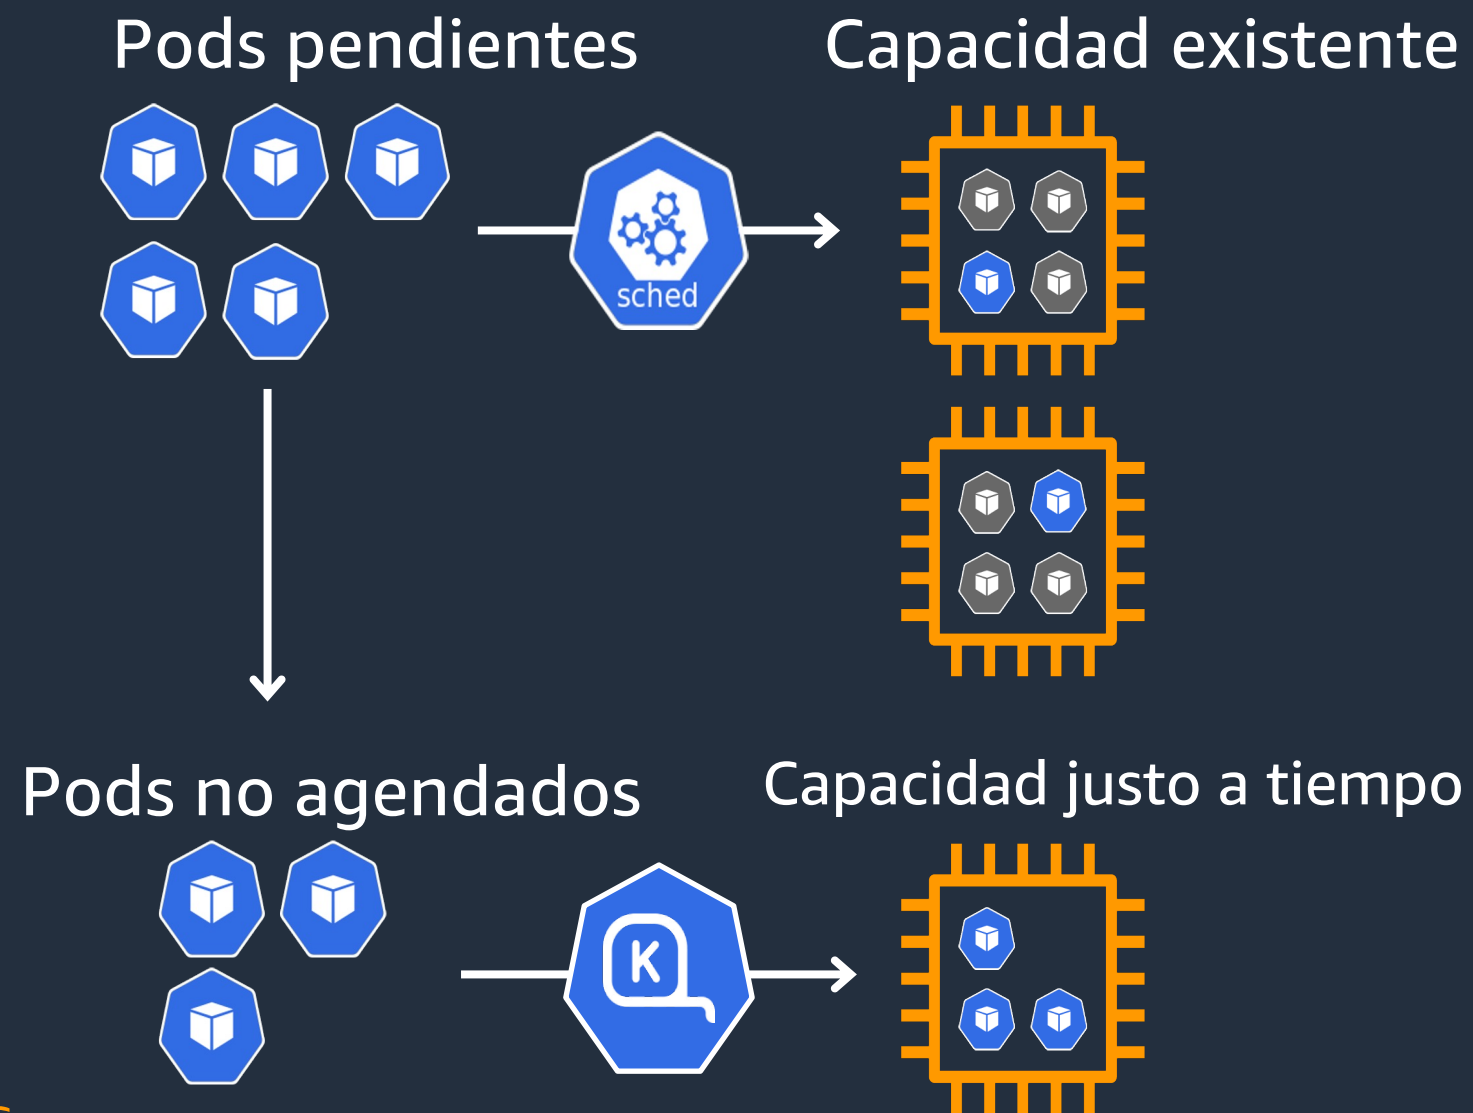 Pods pendientes
Capacidad existente
sched
Pods no agendados
Capacidad justo a tiempo
K